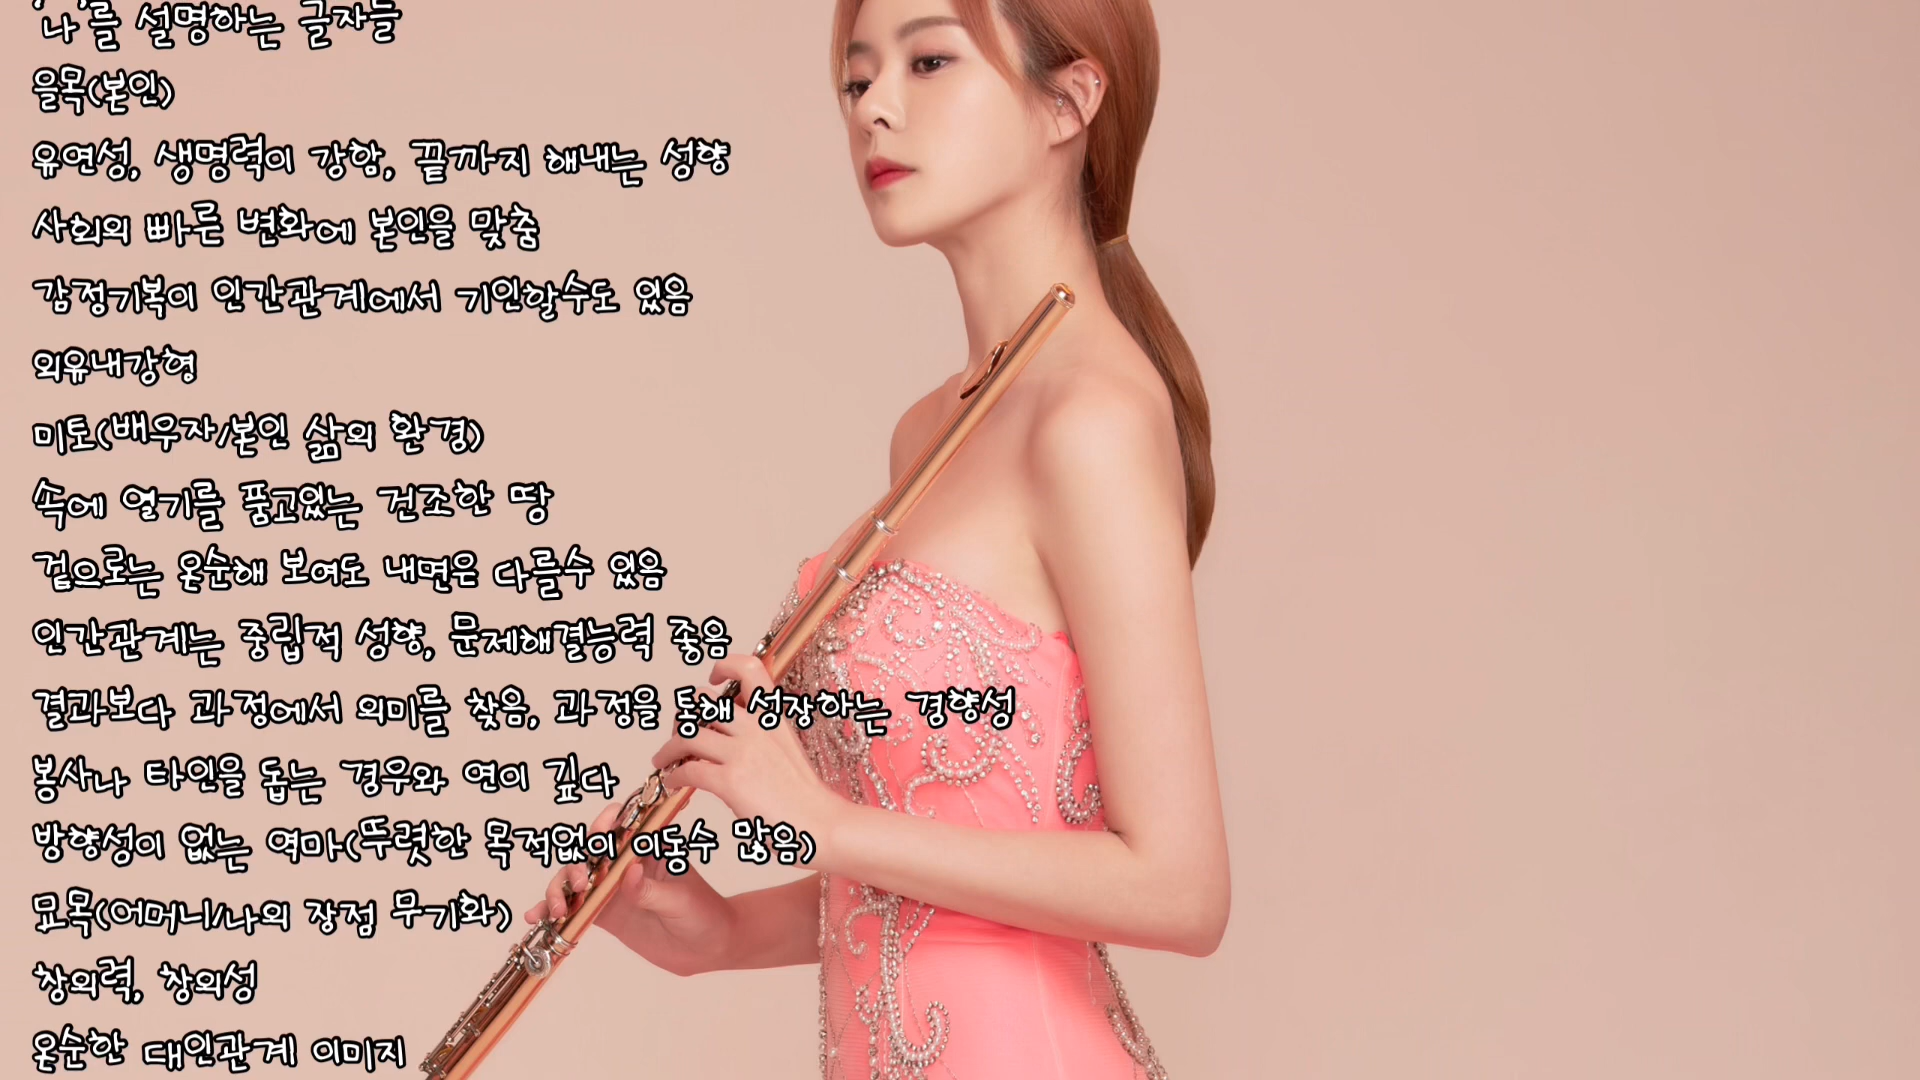 '나'를 설명하는 글자들
을목(본인)
유연성, 생명력이 강함, 끝까지 해내는 성향
사회의 빠른 변화에 본인을 맞춤
감정기복이 인간관계에서 기인할수도 있음
외유내강형
미토(배우자/본인 삶의 환경)
속에 열기를 품고있는 건조한 땅
겉으로는 온순해 보여도 내면은 다를수 있음
인간관계는 중립적 성향, 문제해결능력 좋음
결과보다 과정에서 의미를 찾음, 과정을 통해 성장하는 경향성
봉사나 타인을 돕는 경우와 연이 깊다
방향성이 없는 역마(뚜렷한 목적없이 이동수 많음)
묘목(어머니/나의 장점 무기화)
창의력, 창의성
온순한 대인관계 이미지